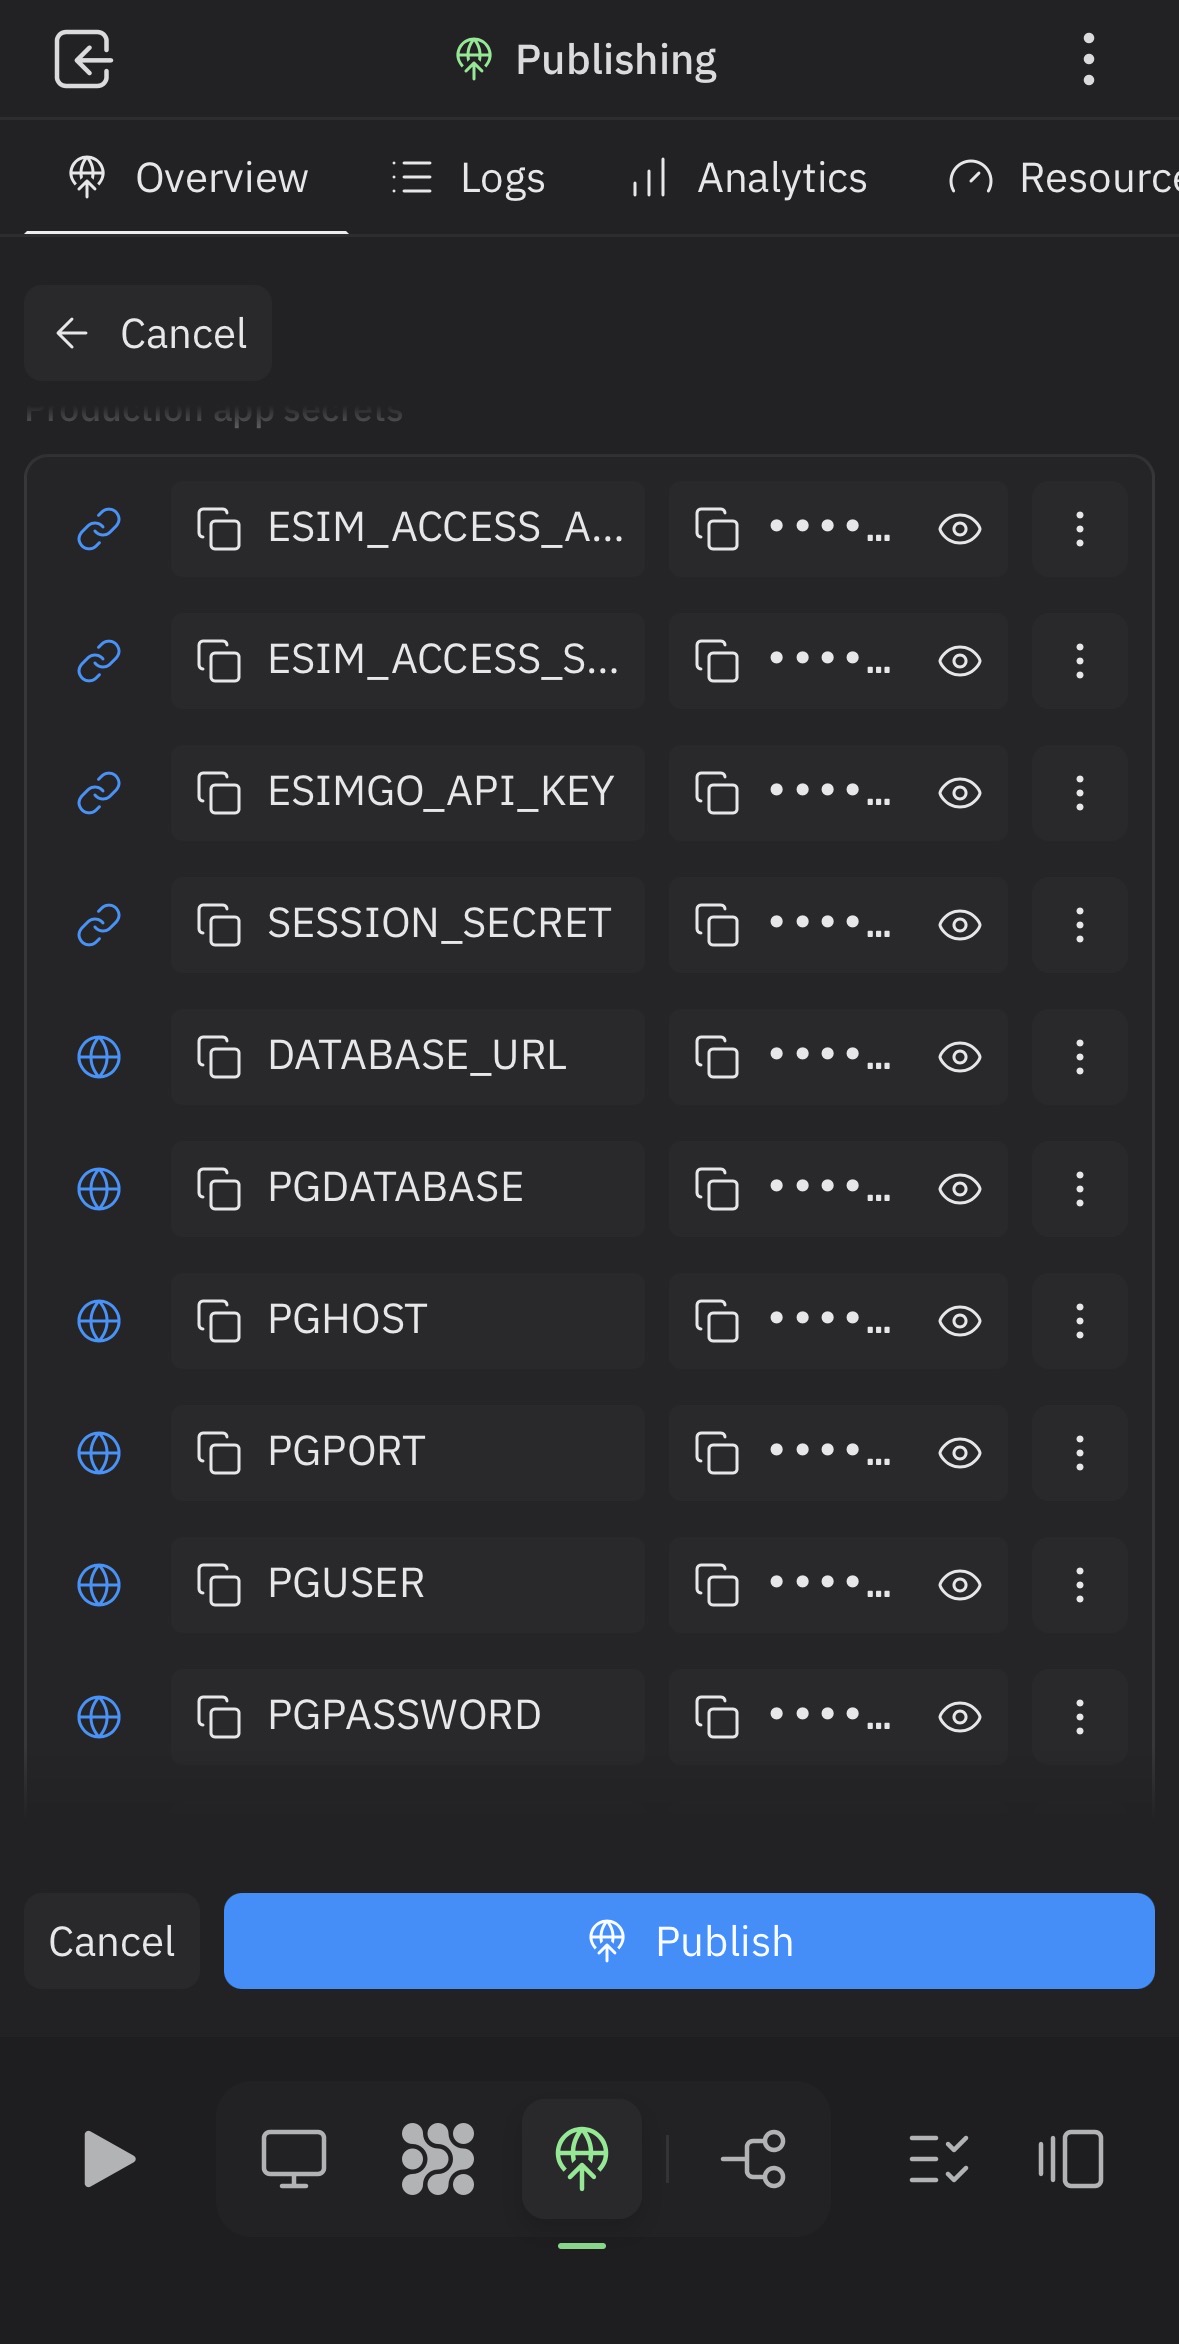 Publishing
Overview Logs Analytics Resource
Cancel
Production app secrets
ESIM_ACCESS_A... ••••...
ESIM_ACCESS_S... ••••...
ESIMGO_API_KEY ••••...
SESSION_SECRET ••••...
DATABASE_URL ••••...
PGDATABASE ••••...
PGHOST ••••...
PGPORT ••••...
PGUSER ••••...
PGPASSWORD ••••...
Cancel Publish